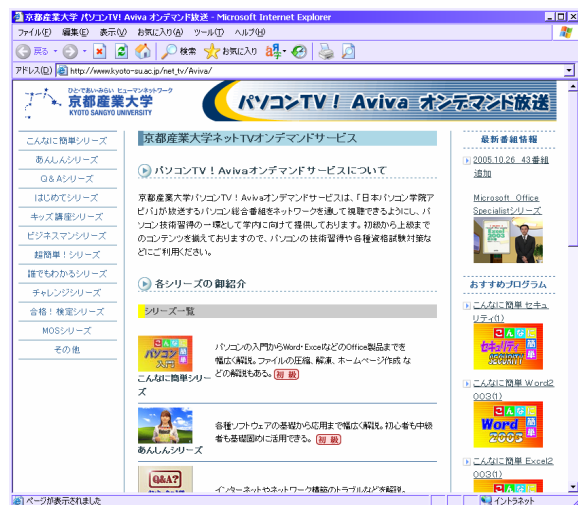 京都産業大学 パソコンTV! Aviva オンデマンド放送 - Microsoft Internet Explorer
ファイル(F) 編集(E) 表示(V) お気に入り(A) ツール(T) ヘルプ(H)
戻る 検索 お気に入り
アドレス(D) http://www.kyoto-su.ac.jp/net_tv/Aviva/
ひと・であい・みらい ヒューマンネットワーク
京都産業大学
KYOTO SANGYO UNIVERSITY
パソコンTV! Aviva オンデマンド放送
こんなに簡単シリーズ
あんしんシリーズ
Q&Aシリーズ
はじめてシリーズ
キッズ講座シリーズ
ビジネスマンシリーズ
超簡単!シリーズ
誰でもわかるシリーズ
チャレンジシリーズ
合格!検定シリーズ
MOSシリーズ
その他
京都産業大学ネットTVオンデマンドサービス
パソコンTV!Avivaオンデマンドサービスについて
京都産業大学パソコンTV!Avivaオンデマンドサービスは、「日本パソコン学院ア
ビバ」が放送するパソコン総合番組をネットワークを通して視聴できるようにし、パ
ソコン技術習得の一環として学内に向けて提供しております。初級から上級まで
のコンテンツを備えておりますので、パソコンの技術習得や各種資格試験対策な
どにご利用ください。
各シリーズの御紹介
シリーズ一覧
こんなに
パソコン
入門
簡単
こんなに簡単シリー
ズ
パソコンの入門からWord・ExcelなどのOffice製品までを
幅広く解説。ファイルの圧縮、解凍、ホームページ作成な
どの解説もある。 初級
あんしんシリーズ
各種ソフトウェアの基礎から応用まで幅広く解説。初心者も中級
者も基礎固めに活用できる。 初級
Q&A?
インターネットやネットワーク構築のトラブルなどを解説。
最新番組情報
2005.10.26 43番組
追加
Microsoft Office
Specialistシリーズ
おすすめプログラム
こんなに簡単 セキュ
リティ(1)
こんなに
セキュリティ
簡単
SECURITY
こんなに簡単 Word2
003(1)
こんなに
Word
簡単
2003
こんなに簡単 Excel2
003(1)
ページが表示されました
イントラネット